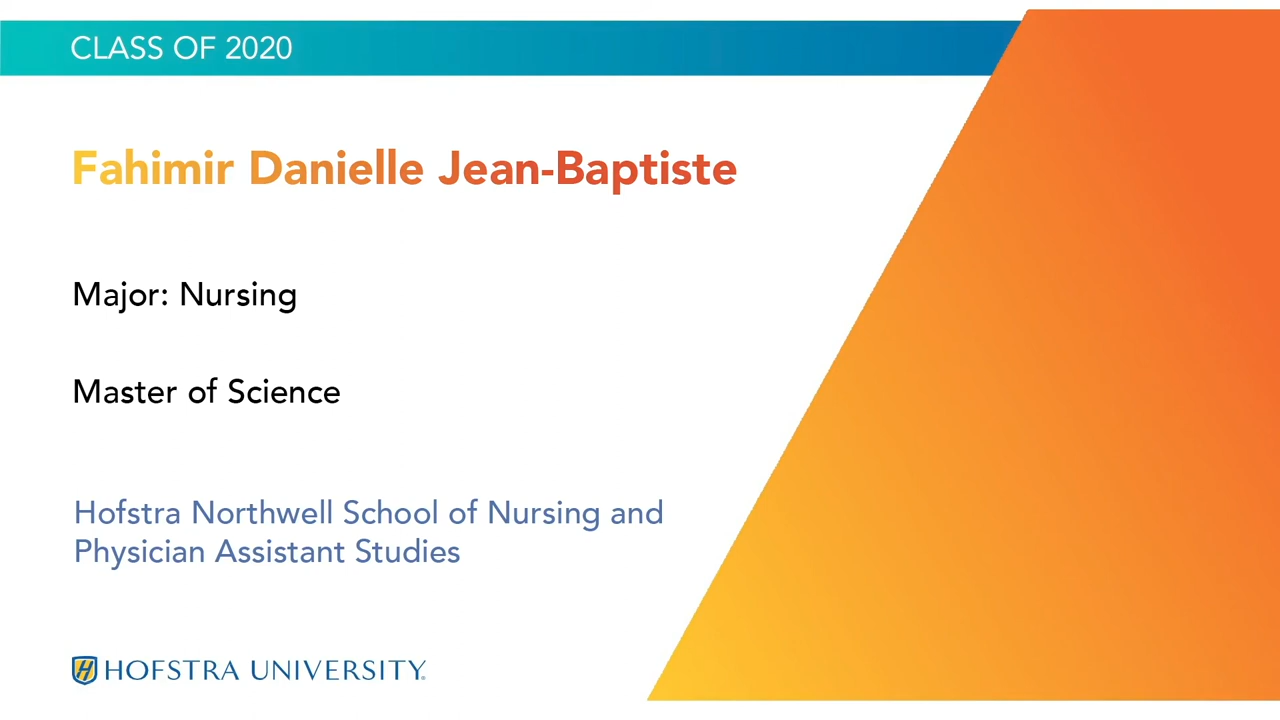 CLASS OF 2020
Fahimir Danielle Jean-Baptiste
Major: Nursing
Master of Science
Hofstra Northwell School of Nursing and
Physician Assistant Studies
H HOFSTRA UNIVERSITY®